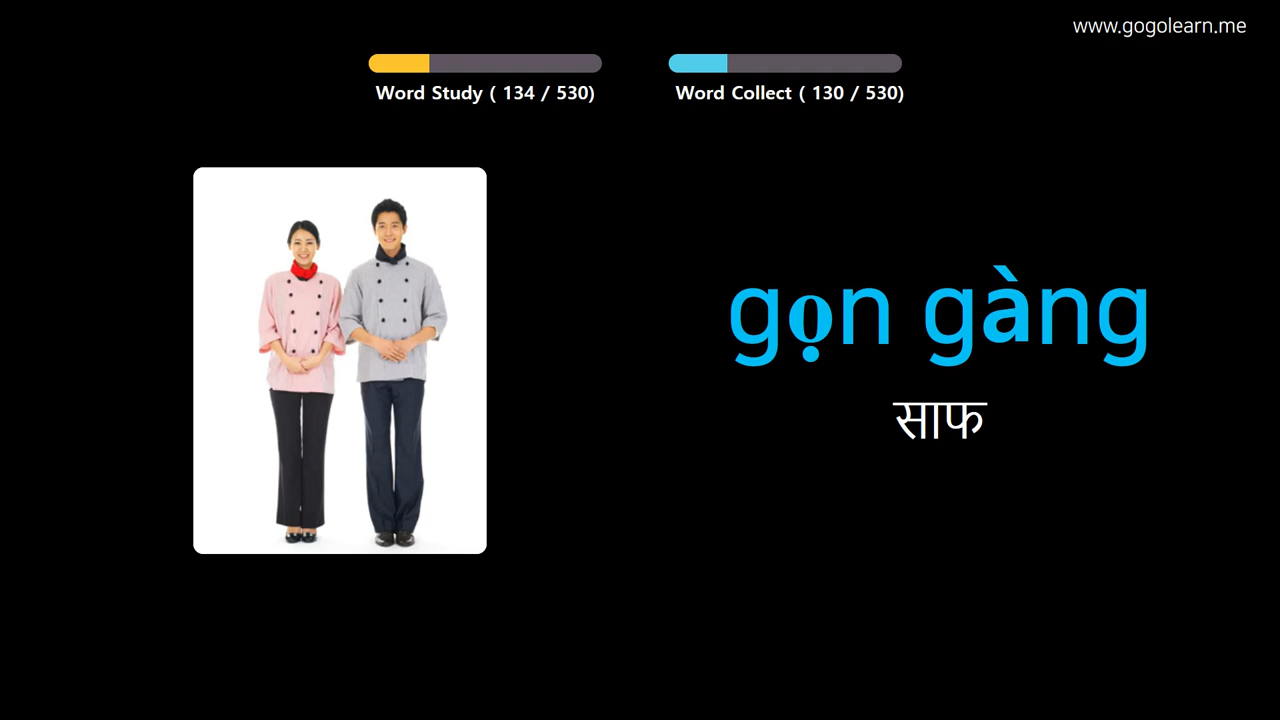 www.gogolearn.me
Word Study ( 134 / 530)
Word Collect ( 130 / 530)
gọn gàng
साफ